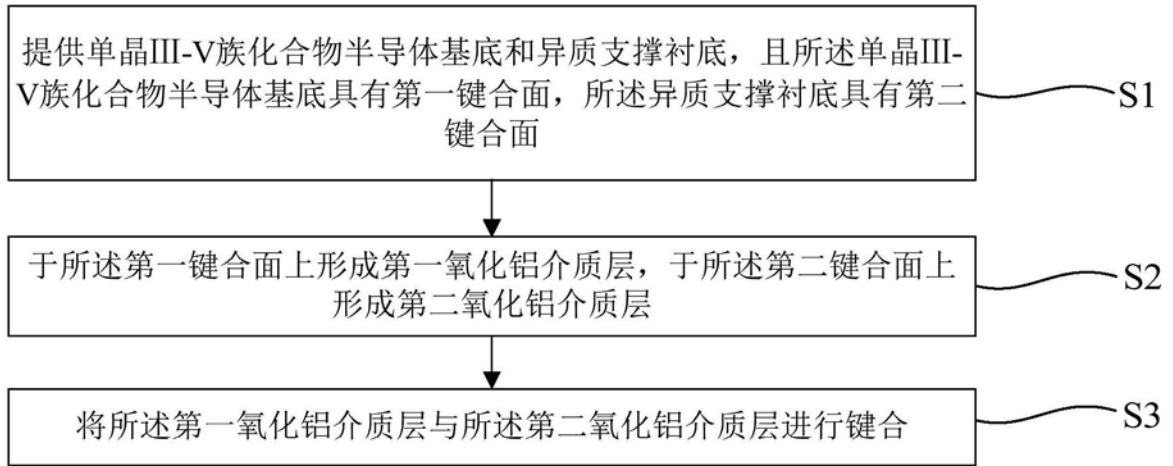 提供单晶Ⅲ-Ⅴ族化合物半导体基底和异质支撑衬底，且所述单晶Ⅲ-
Ⅴ族化合物半导体基底具有第一键合面，所述异质支撑衬底具有第二
键合面
S1
于所述第一键合面上形成第一氧化铝介质层，于所述第二键合面上
形成第二氧化铝介质层
S2
将所述第一氧化铝介质层与所述第二氧化铝介质层进行键合
S3